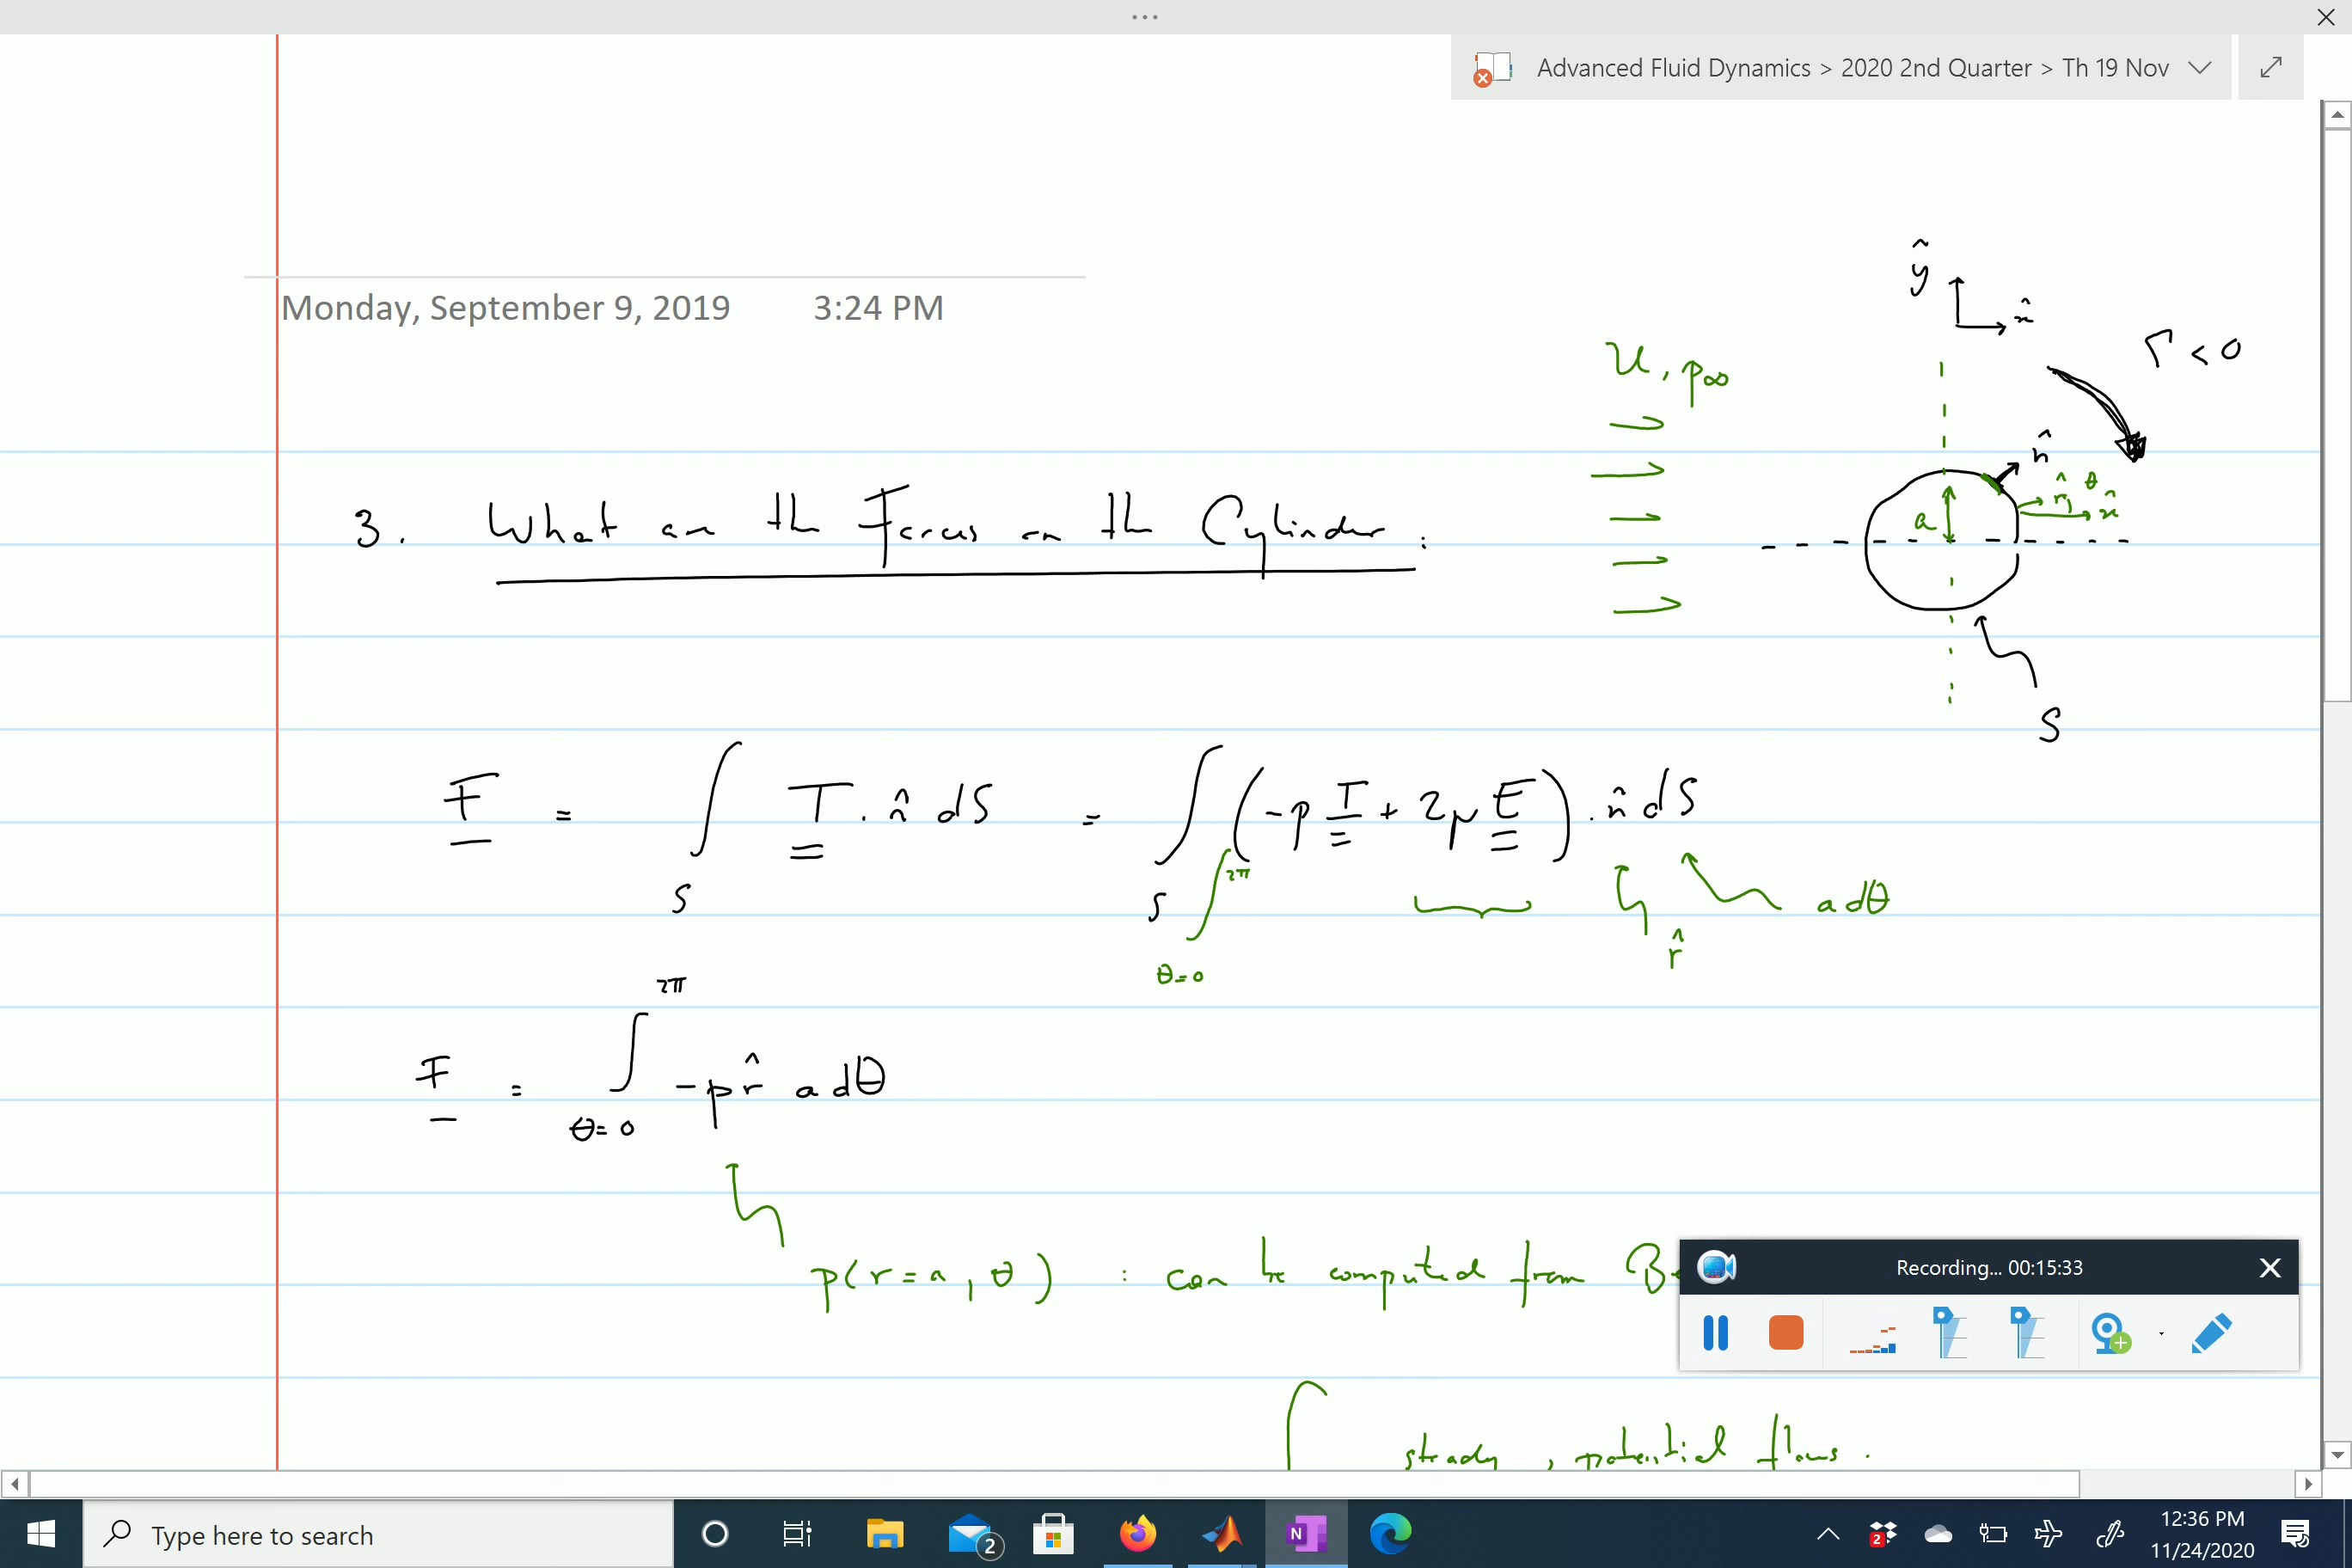 Advanced Fluid Dynamics > 2020 2nd Quarter > Th 19 Nov
Monday, September 9, 2019 3:24 PM
ŷ
x̂
Γ < 0
U, p∞
n̂
r̂, θ
x̂
a
S
3. What are the Forces on the Cylinder:
F = ∫ T . n̂ dS = ∫ (-p I + 2μ E) . n̂ dS
S
S
2π
θ=0
r̂
a dθ
2π
F = ∫ -p r̂ a dθ
θ=0
p(r=a, θ) : can be computed from
steady, potential flows.
Recording... 00:15:33
Type here to search
2
N
2
12:36 PM
11/24/2020